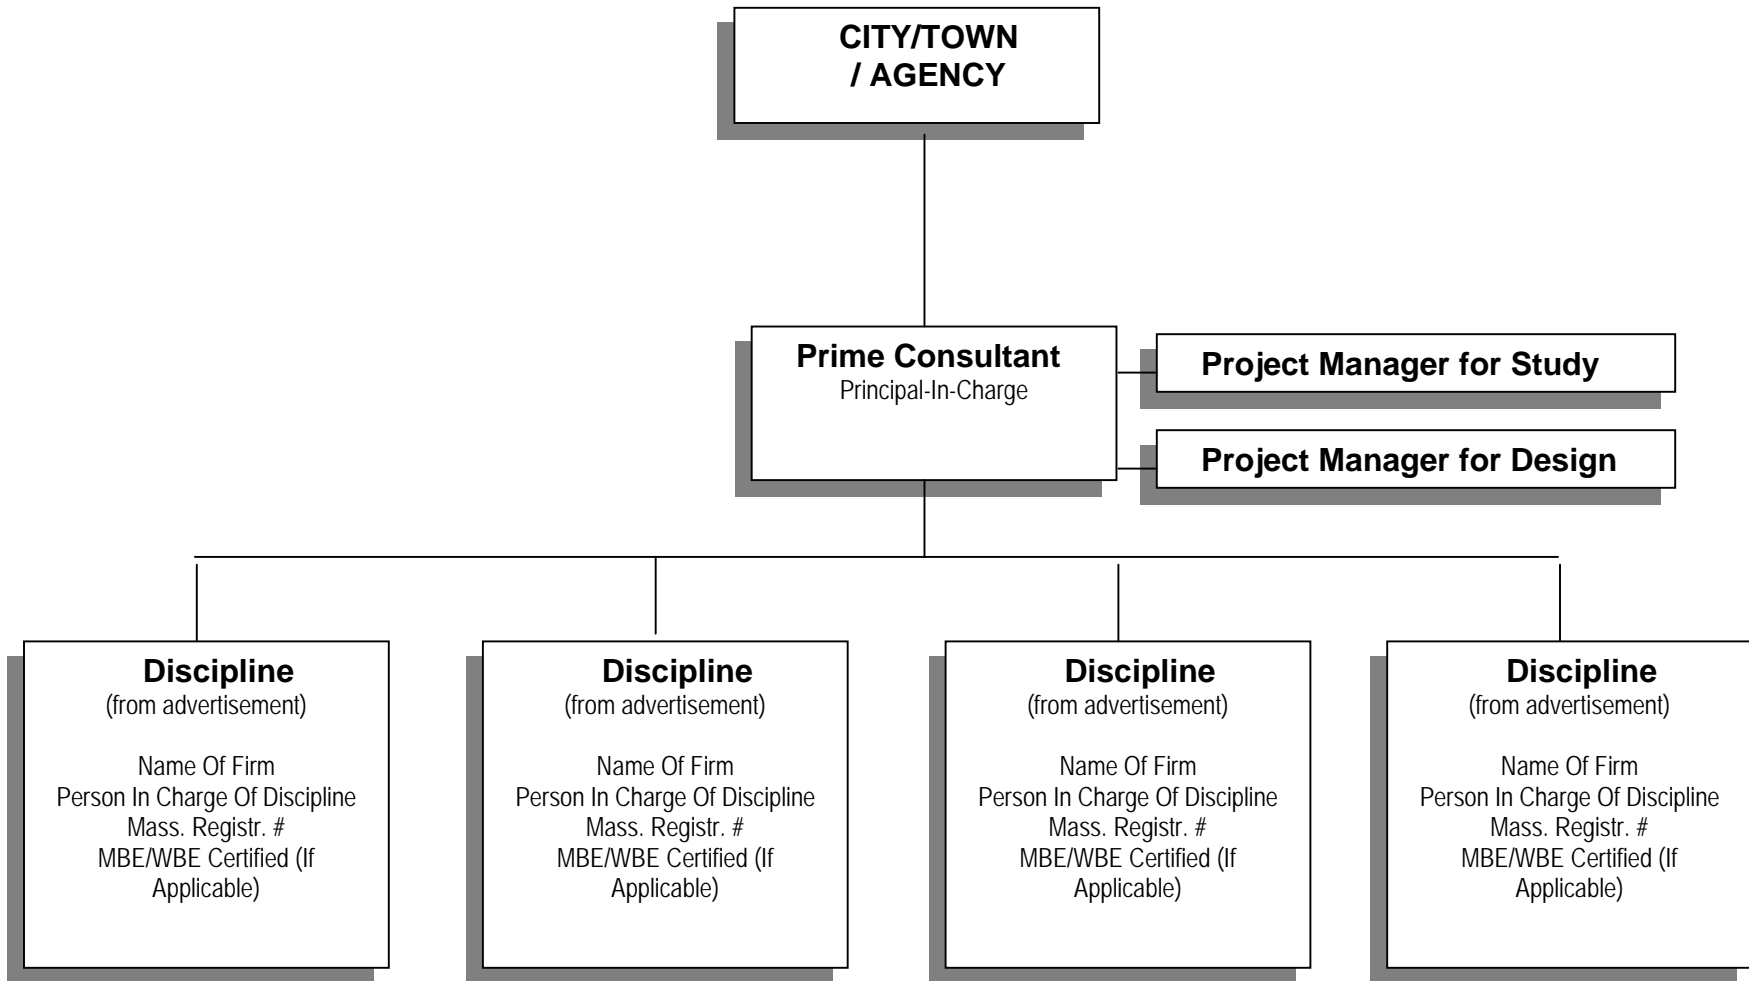 CITY/TOWN
/ AGENCY
Prime Consultant
Principal-In-Charge
Project Manager for Study
Project Manager for Design
Discipline
(from advertisement)
Name Of Firm
Person In Charge Of Discipline
Mass. Registr. #
MBE/WBE Certified (If
Applicable)
Discipline
(from advertisement)
Name Of Firm
Person In Charge Of Discipline
Mass. Registr. #
MBE/WBE Certified (If
Applicable)
Discipline
(from advertisement)
Name Of Firm
Person In Charge Of Discipline
Mass. Registr. #
MBE/WBE Certified (If
Applicable)
Discipline
(from advertisement)
Name Of Firm
Person In Charge Of Discipline
Mass. Registr. #
MBE/WBE Certified (If
Applicable)